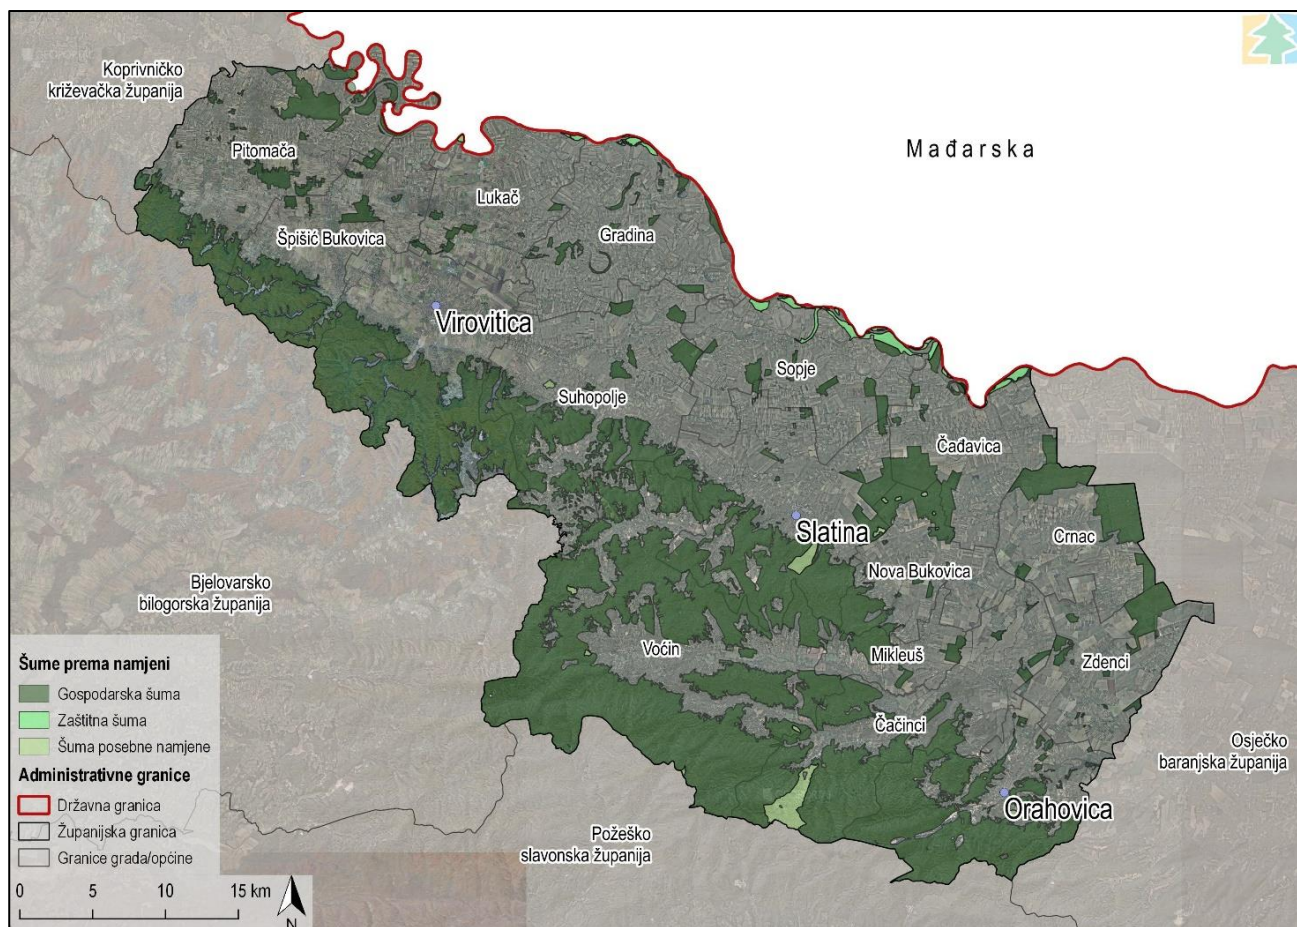 Koprivničko
križevačka županija
Mađarska
Pitomača
Lukač
Gradina
Špišić Bukovica
Virovitica
Sopje
Suhopolje
Čađavica
Slatina
Crnac
Nova Bukovica
Bjelovarsko
bilogorska županija
Voćin
Mikleuš
Zdenci
Čačinci
Osječko
baranjska županija
Orahovica
Požeško
slavonska županija
Šume prema namjeni
Gospodarska šuma
Zaštitna šuma
Šuma posebne namjene
Administrativne granice
Državna granica
Županijska granica
Granice grada/općine
0 5 10 15 km
N